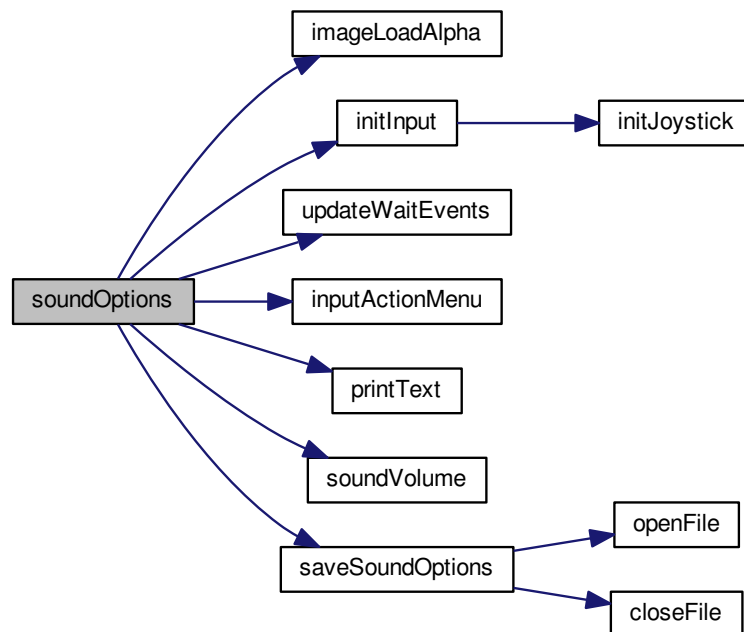 imageLoadAlpha
initInput
initJoystick
updateWaitEvents
soundOptions
inputActionMenu
printText
soundVolume
openFile
saveSoundOptions
closeFile